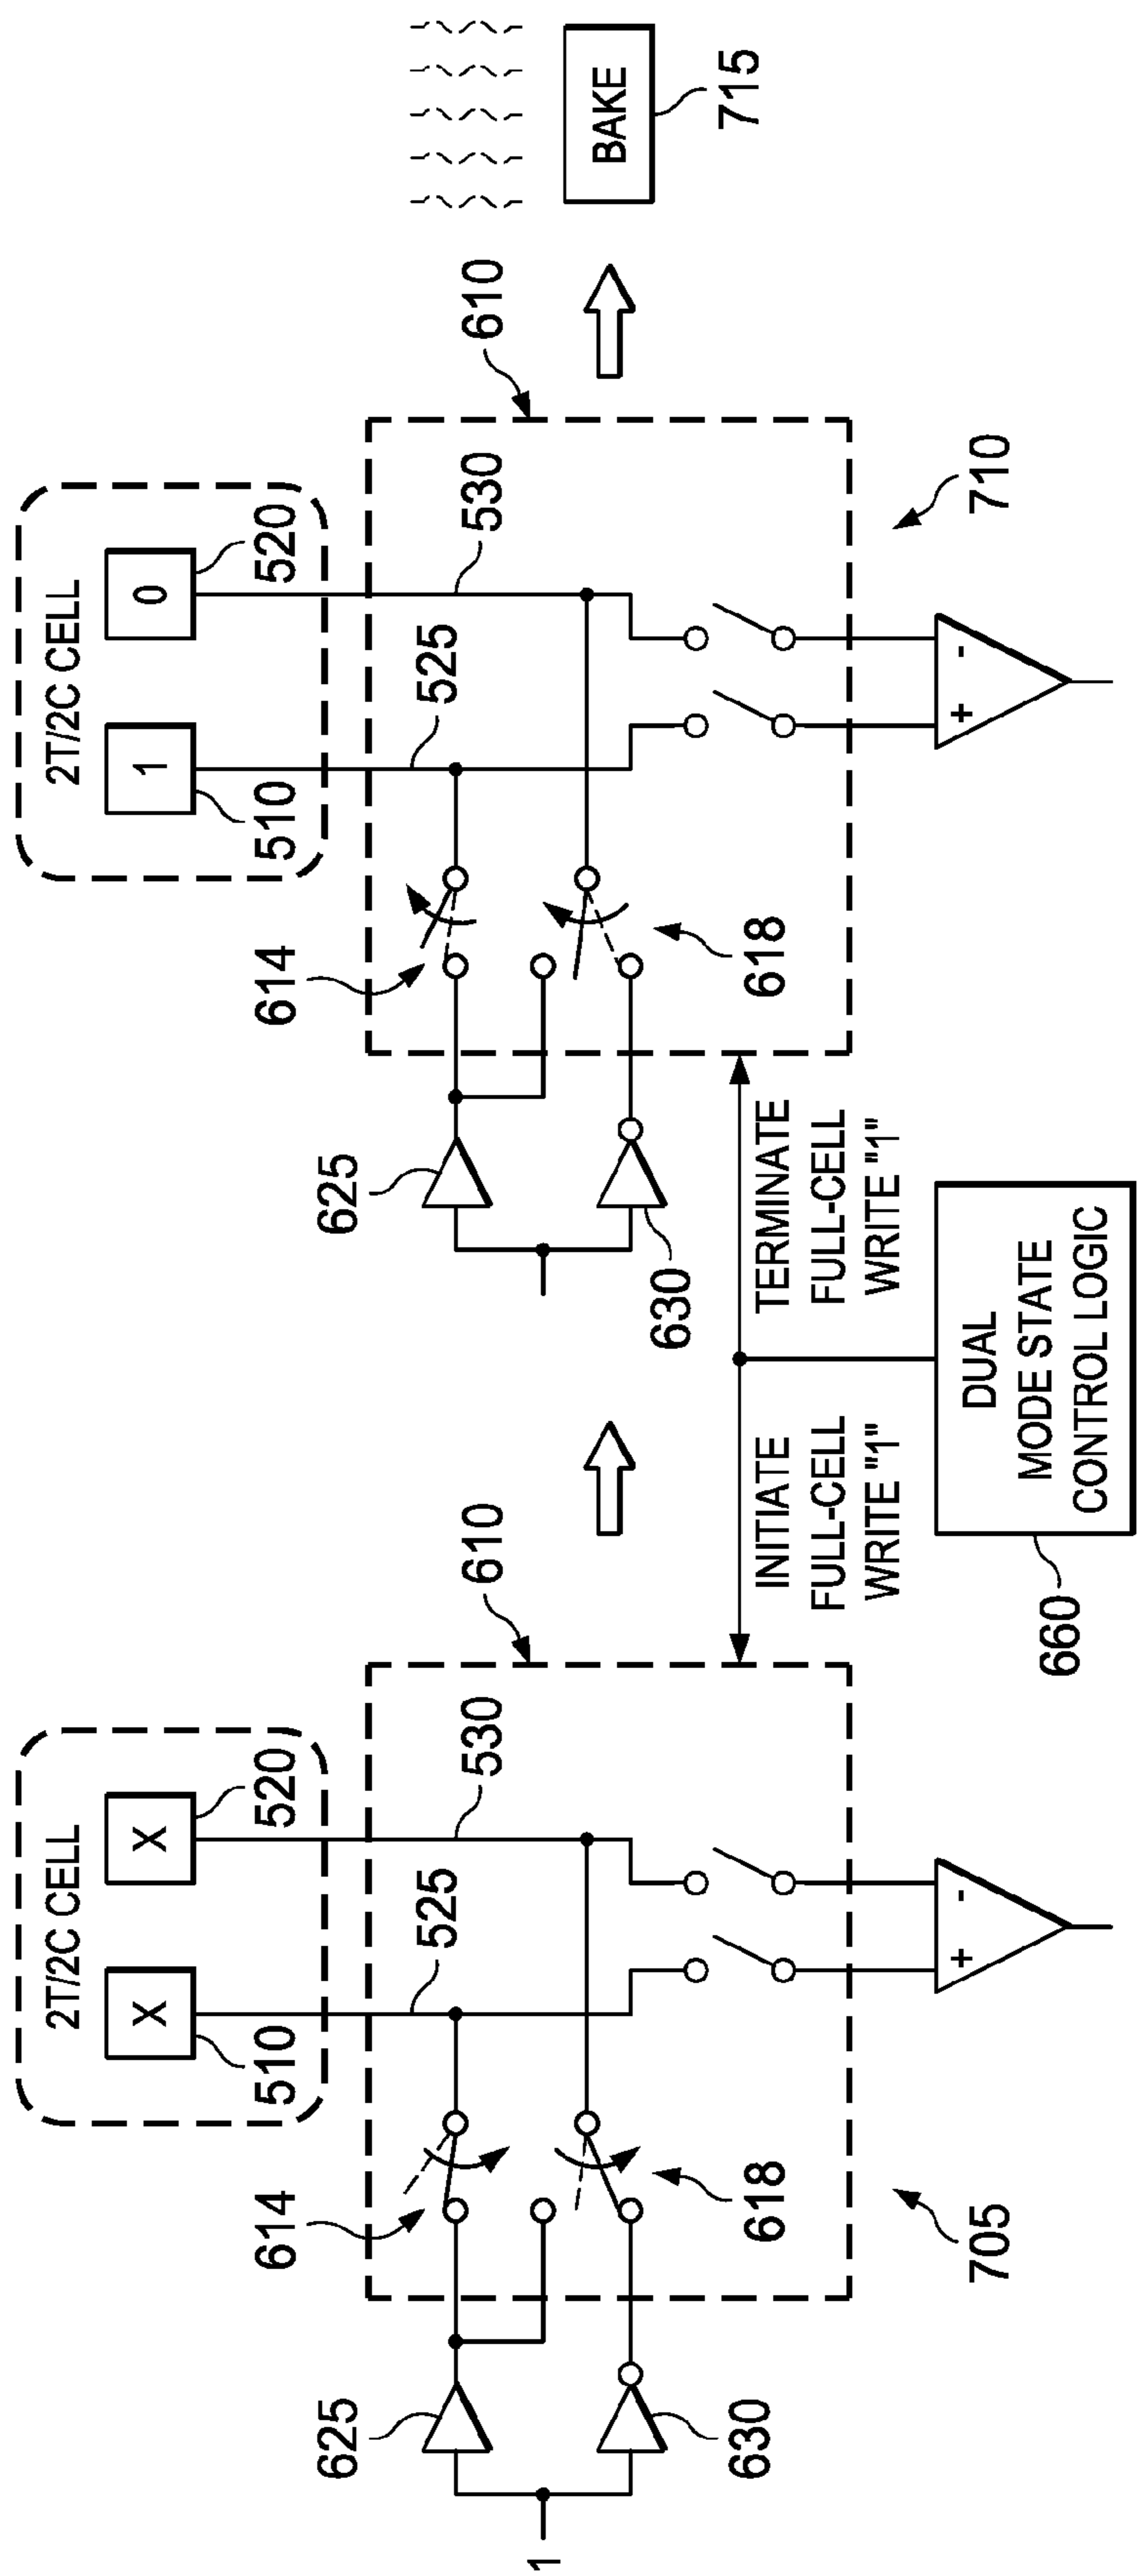 2T/2C CELL
X
X
510
520
525
530
610
614
618
625
630
1
+
-
705
INITIATE
FULL-CELL
WRITE "1"
TERMINATE
FULL-CELL
WRITE "1"
DUAL
MODE STATE
CONTROL LOGIC
660
2T/2C CELL
1
0
510
520
525
530
610
614
618
625
630
+
-
710
BAKE
715